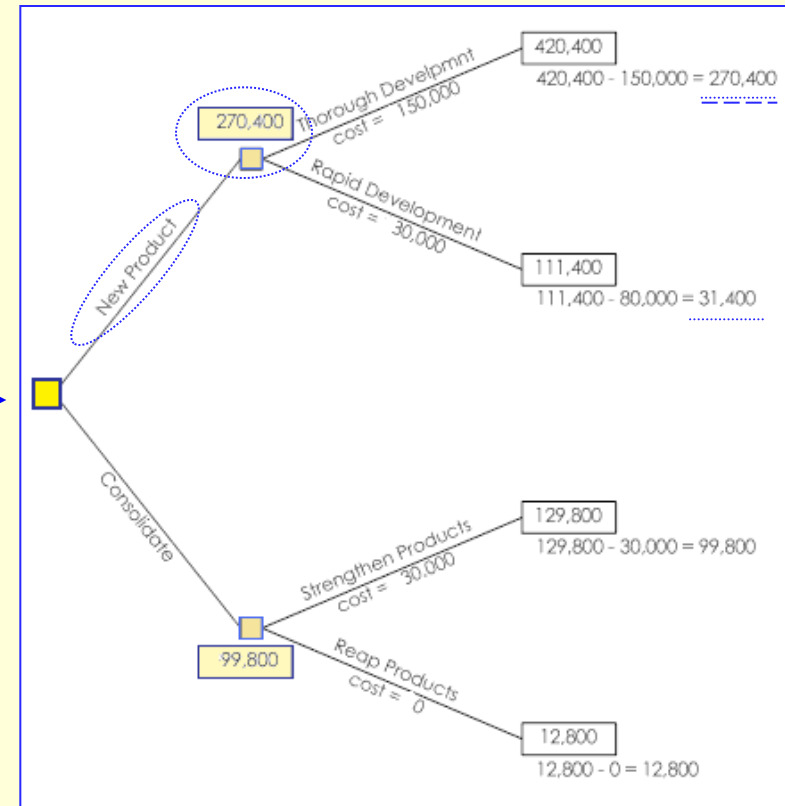 420,400
420,400 - 150,000 = 270,400
Thorough Develpmnt
cost = 150,000
270,400
Rapid Development
cost = 30,000
New Product
111,400
111,400 - 80,000 = 31,400
Consolidate
129,800
129,800 - 30,000 = 99,800
Strengthen Products
cost = 30,000
99,800
Reap Products
cost = 0
12,800
12,800 - 0 = 12,800